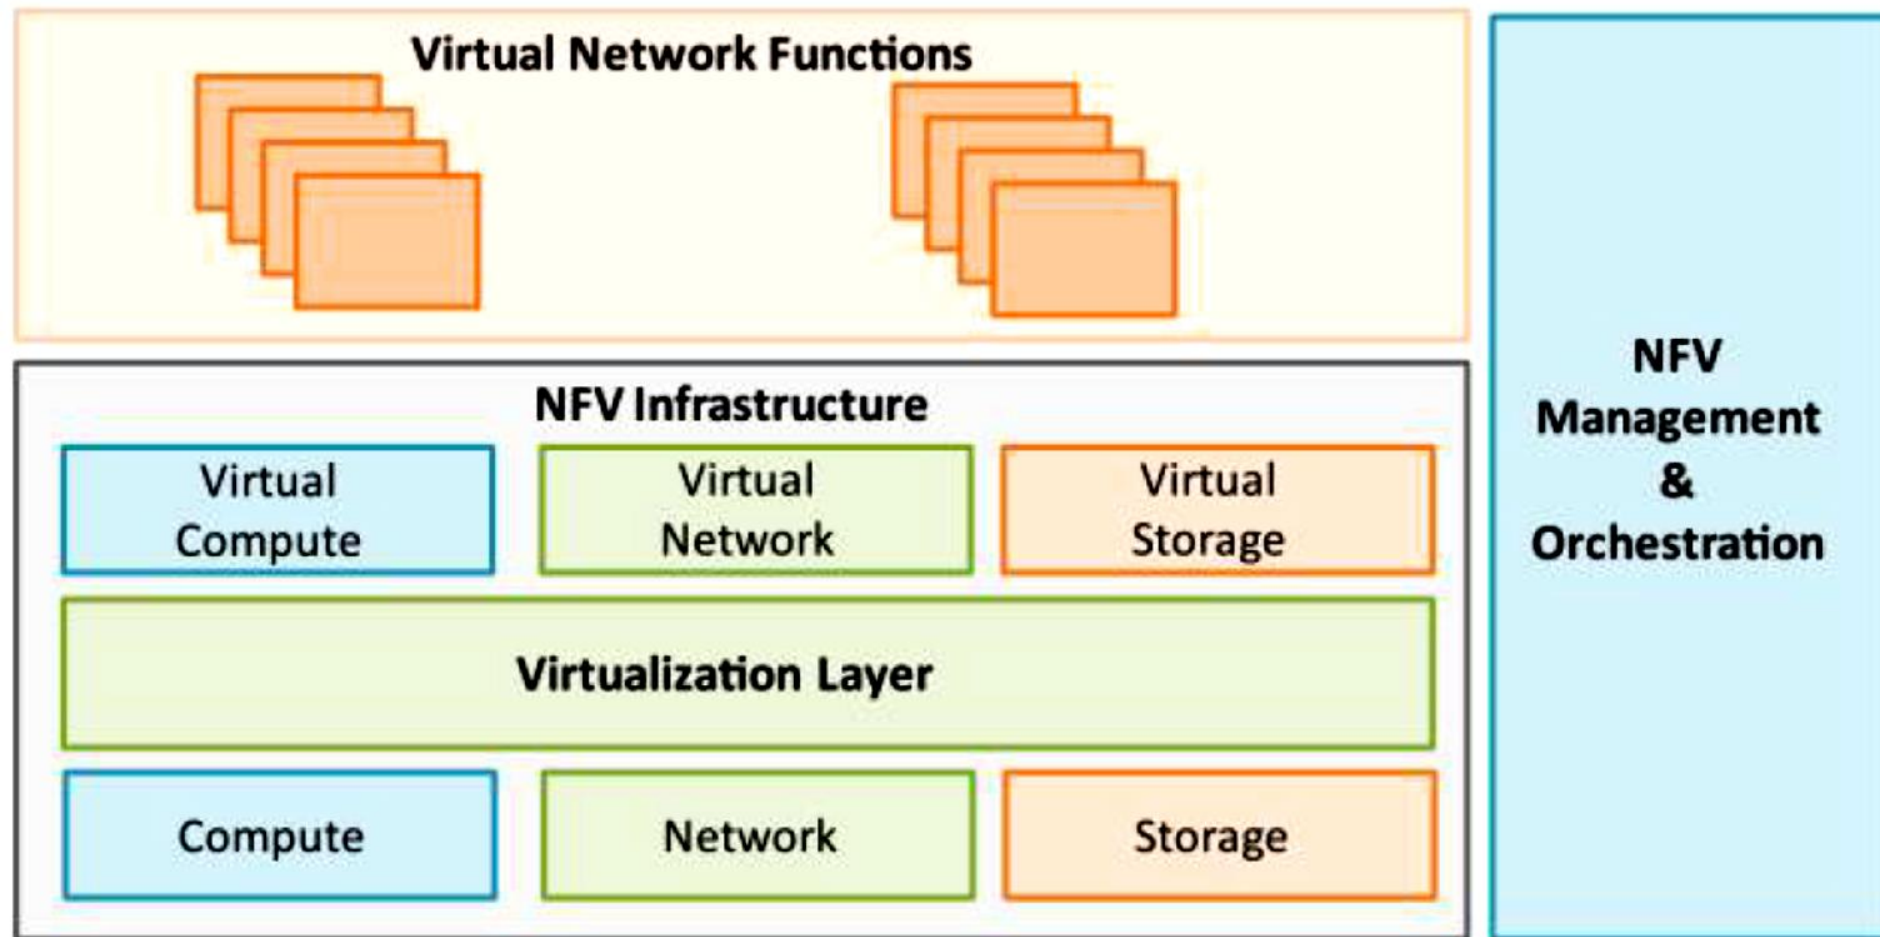 Virtual Network Functions
NFV Infrastructure
Virtual
Compute
Virtual
Network
Virtual
Storage
Virtualization Layer
Compute
Network
Storage
NFV
Management
&
Orchestration